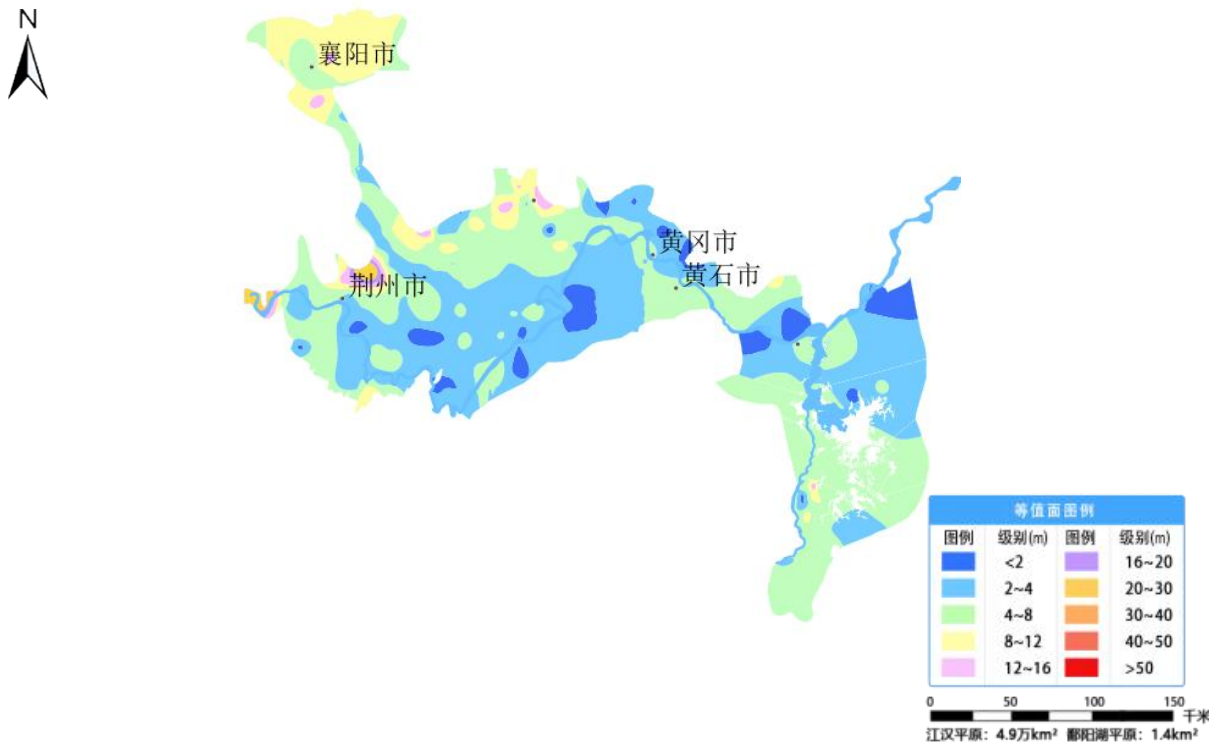 N
襄阳市
黄冈市
黄石市
荆州市
等值面图例
图例 级别(m) 图例 级别(m)
<2 16~20
2~4 20~30
4~8 30~40
8~12 40~50
12~16 >50
0 50 100 150
千米
江汉平原：4.9万km² 鄱阳湖平原：1.4km²